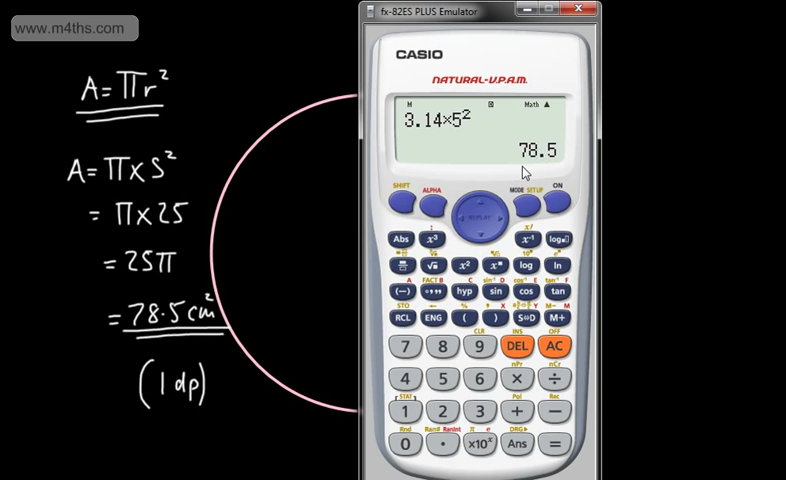 www.m4ths.com
fx-82ES PLUS Emulator
A = πr²
A = π x 5²
= π x 25
= 25π
= 78.5 cm²
(1 dp)
CASIO
NATURAL-V.P.A.M.
M Math ▲
3.14×5²
78.5
SHIFT ALPHA MODE SETUP ON
REPLAY
Abs x³ x⁻¹ log
√ x² log ln
(−) hyp sin cos tan
RCL ENG ( ) S⇔D M+
7 8 9 DEL AC
4 5 6 × ÷
1 2 3 + −
0 • ×10ˣ Ans =